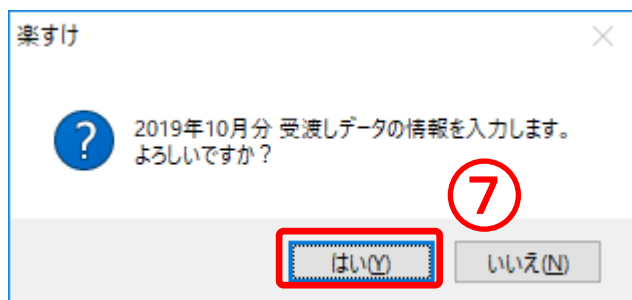 楽すけ
2019年10月分 受渡しデータの情報を入力します。
よろしいですか？
⑦
はい(Y)
いいえ(N)